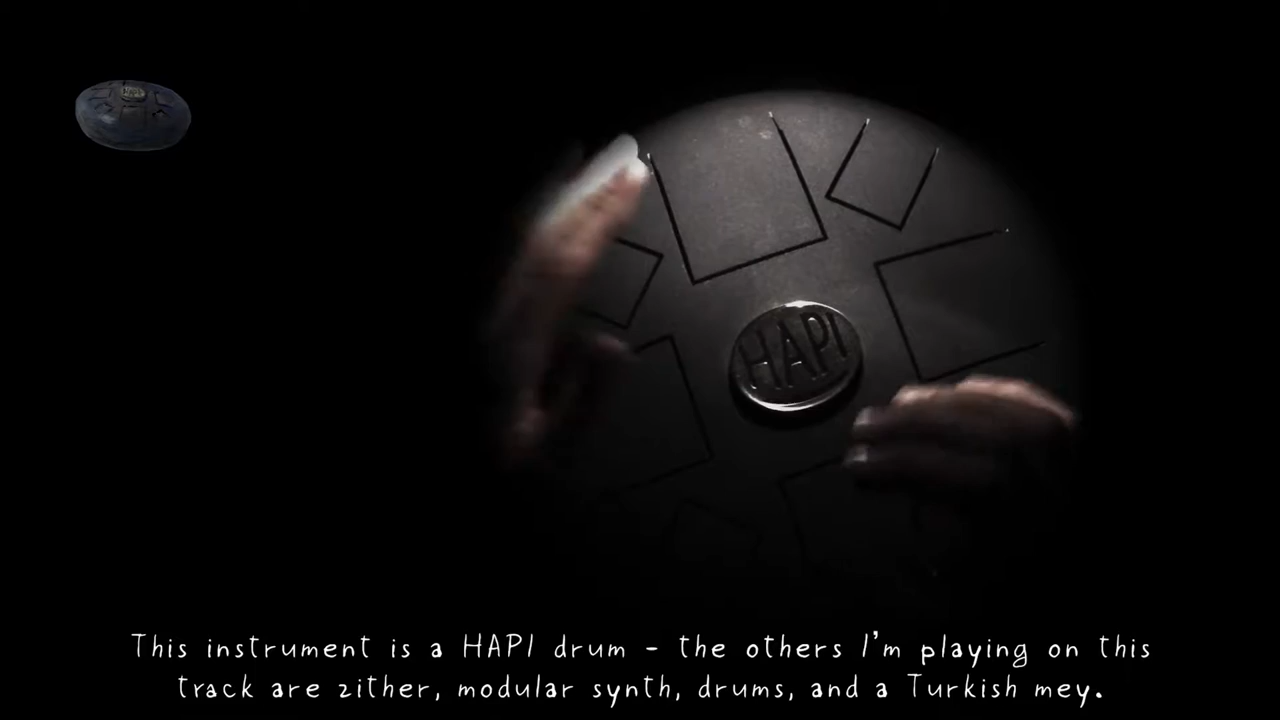 HAPI
HAPI
This instrument is a HAPI drum - the others I'm playing on this
track are zither, modular synth, drums, and a Turkish mey.